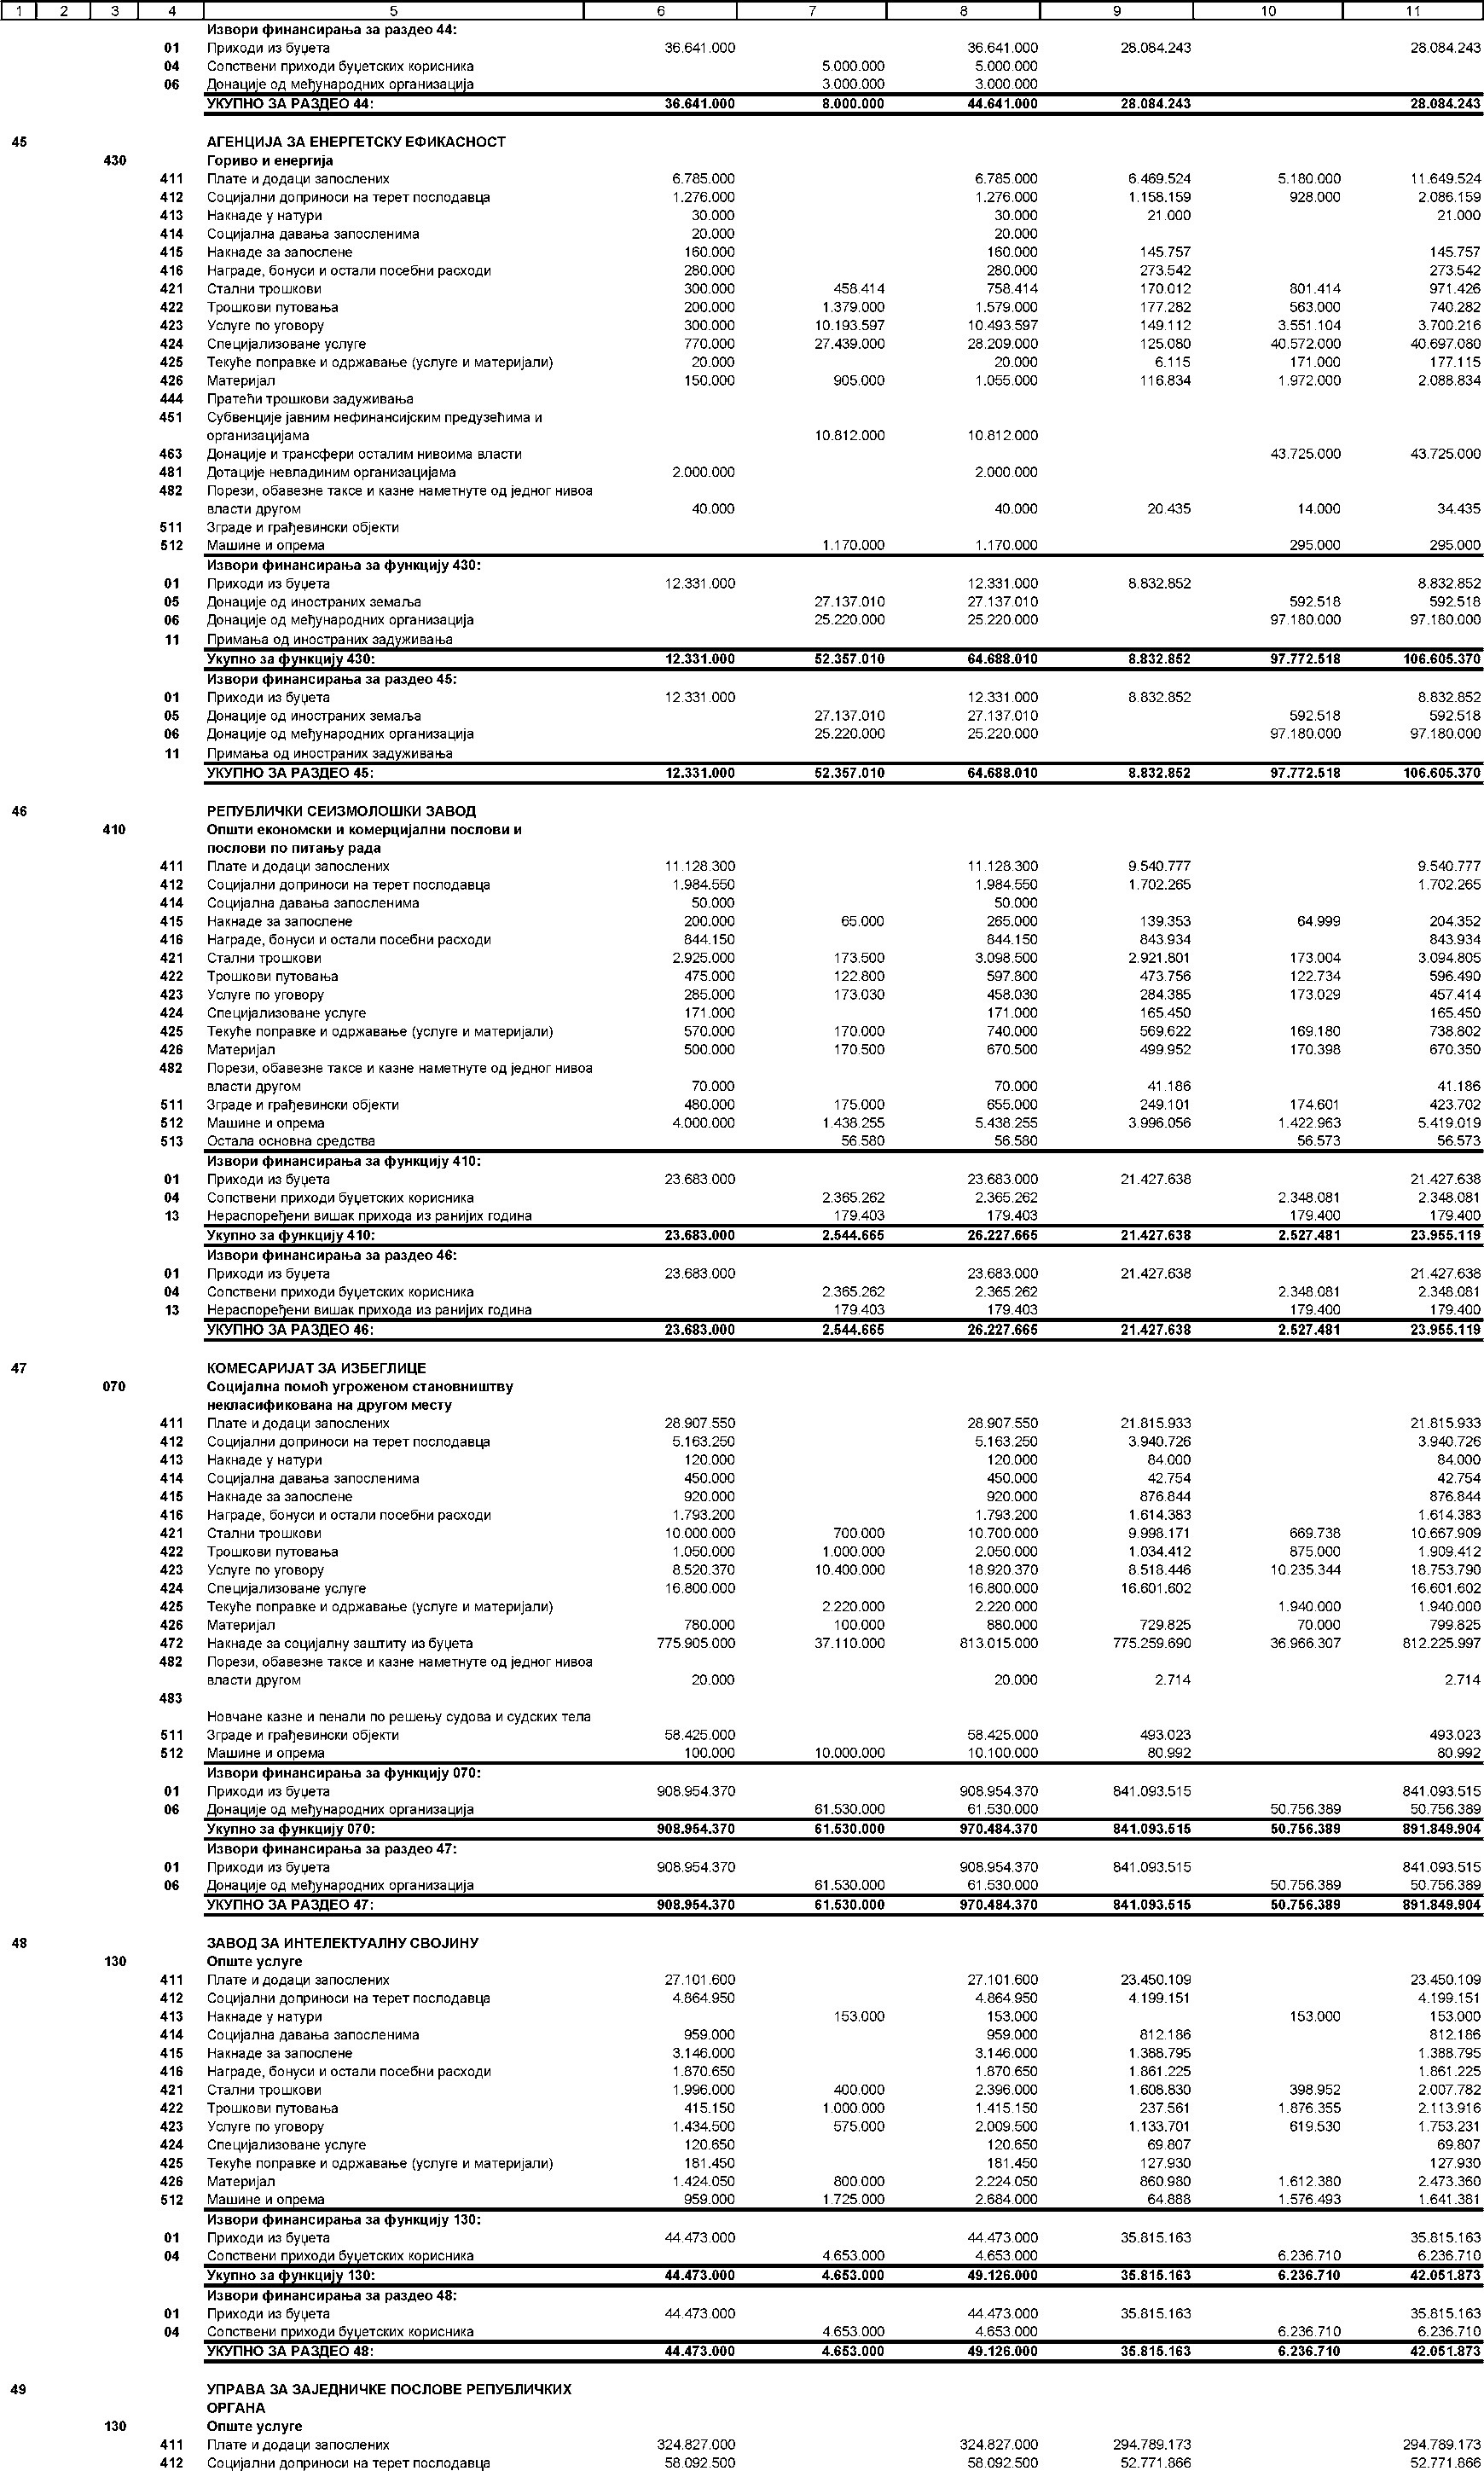 1 2 3 4 5 6 7 8 9 10 11
Извори финансирања за раздео 44:
01 Приходи из буџета 36.641.000 36.641.000 28.084.243 28.084.243
04 Сопствени приходи буџетских корисника 5.000.000 5.000.000
06 Донације од међународних организација 3.000.000 3.000.000
УКУПНО ЗА РАЗДЕО 44: 36.641.000 8.000.000 44.641.000 28.084.243 28.084.243
45 АГЕНЦИЈА ЗА ЕНЕРГЕТСКУ ЕФИКАСНОСТ
430 Гориво и енергија
411 Плате и додаци запослених 6.785.000 6.785.000 6.469.524 5.180.000 11.649.524
412 Социјални доприноси на терет послодавца 1.276.000 1.276.000 1.158.159 928.000 2.086.159
413 Накнаде у натури 30.000 30.000 21.000 21.000
414 Социјална давања запосленима 20.000 20.000
415 Накнаде за запослене 160.000 160.000 145.757 145.757
416 Награде, бонуси и остали посебни расходи 280.000 280.000 273.542 273.542
421 Стални трошкови 300.000 458.414 758.414 170.012 801.414 971.426
422 Трошкови путовања 200.000 1.379.000 1.579.000 177.282 563.000 740.282
423 Услуге по уговору 300.000 10.193.597 10.493.597 149.112 3.551.104 3.700.216
424 Специјализоване услуге 770.000 27.439.000 28.209.000 125.080 40.572.000 40.697.080
425 Текуће поправке и одржавање (услуге и материјали) 20.000 20.000 6.115 171.000 177.115
426 Материјал 150.000 905.000 1.055.000 116.834 1.972.000 2.088.834
444 Пратећи трошкови задуживања
451 Субвенције јавним нефинансијским предузећима и
организацијама 10.812.000 10.812.000
463 Донације и трансфери осталим нивоима власти 43.725.000 43.725.000
481 Дотације невладиним организацијама 2.000.000 2.000.000
482 Порези, обавезне таксе и казне наметнуте од једног нивоа
власти другом 40.000 40.000 20.435 14.000 34.435
511 Зграде и грађевински објекти
512 Машине и опрема 1.170.000 1.170.000 295.000 295.000
Извори финансирања за функцију 430:
01 Приходи из буџета 12.331.000 12.331.000 8.832.852 8.832.852
05 Донације од иностраних земаља 27.137.010 27.137.010 592.518 592.518
06 Донације од међународних организација 25.220.000 25.220.000 97.180.000 97.180.000
11 Примања од иностраних задуживања
Укупно за функцију 430: 12.331.000 52.357.010 64.688.010 8.832.852 97.772.518 106.605.370
Извори финансирања за раздео 45:
01 Приходи из буџета 12.331.000 12.331.000 8.832.852 8.832.852
05 Донације од иностраних земаља 27.137.010 27.137.010 592.518 592.518
06 Донације од међународних организација 25.220.000 25.220.000 97.180.000 97.180.000
11 Примања од иностраних задуживања
УКУПНО ЗА РАЗДЕО 45: 12.331.000 52.357.010 64.688.010 8.832.852 97.772.518 106.605.370
46 РЕПУБЛИЧКИ СЕИЗМОЛОШКИ ЗАВОД
410 Општи економски и комерцијални послови и
послови по питању рада
411 Плате и додаци запослених 11.128.300 11.128.300 9.540.777 9.540.777
412 Социјални доприноси на терет послодавца 1.984.550 1.984.550 1.702.265 1.702.265
414 Социјална давања запосленима 50.000 50.000
415 Накнаде за запослене 200.000 65.000 265.000 139.353 64.999 204.352
416 Награде, бонуси и остали посебни расходи 844.150 844.150 843.934 843.934
421 Стални трошкови 2.925.000 173.500 3.098.500 2.921.801 173.004 3.094.805
422 Трошкови путовања 475.000 122.800 597.800 473.756 122.734 596.490
423 Услуге по уговору 285.000 173.030 458.030 284.385 173.029 457.414
424 Специјализоване услуге 171.000 171.000 165.450 165.450
425 Текуће поправке и одржавање (услуге и материјали) 570.000 170.000 740.000 569.622 169.180 738.802
426 Материјал 500.000 170.500 670.500 499.952 170.398 670.350
482 Порези, обавезне таксе и казне наметнуте од једног нивоа
власти другом 70.000 70.000 41.186 41.186
511 Зграде и грађевински објекти 480.000 175.000 655.000 249.101 174.601 423.702
512 Машине и опрема 4.000.000 1.438.255 5.438.255 3.996.056 1.422.963 5.419.019
513 Остала основна средства 56.580 56.580 56.573 56.573
Извори финансирања за функцију 410:
01 Приходи из буџета 23.683.000 23.683.000 21.427.638 21.427.638
04 Сопствени приходи буџетских корисника 2.365.262 2.365.262 2.348.081 2.348.081
13 Нераспоређени вишак прихода из ранијих година 179.403 179.403 179.400 179.400
Укупно за функцију 410: 23.683.000 2.544.665 26.227.665 21.427.638 2.527.481 23.955.119
Извори финансирања за раздео 46:
01 Приходи из буџета 23.683.000 23.683.000 21.427.638 21.427.638
04 Сопствени приходи буџетских корисника 2.365.262 2.365.262 2.348.081 2.348.081
13 Нераспоређени вишак прихода из ранијих година 179.403 179.403 179.400 179.400
УКУПНО ЗА РАЗДЕО 46: 23.683.000 2.544.665 26.227.665 21.427.638 2.527.481 23.955.119
47 КОМЕСАРИЈАТ ЗА ИЗБЕГЛИЦЕ
070 Социјална помоћ угроженом становништву
некласификована на другом месту
411 Плате и додаци запослених 28.907.550 28.907.550 21.815.933 21.815.933
412 Социјални доприноси на терет послодавца 5.163.250 5.163.250 3.940.726 3.940.726
413 Накнаде у натури 120.000 120.000 84.000 84.000
414 Социјална давања запосленима 450.000 450.000 42.754 42.754
415 Накнаде за запослене 920.000 920.000 876.844 876.844
416 Награде, бонуси и остали посебни расходи 1.793.200 1.793.200 1.614.383 1.614.383
421 Стални трошкови 10.000.000 700.000 10.700.000 9.998.171 669.738 10.667.909
422 Трошкови путовања 1.050.000 1.000.000 2.050.000 1.034.412 875.000 1.909.412
423 Услуге по уговору 8.520.370 10.400.000 18.920.370 8.518.446 10.235.344 18.753.790
424 Специјализоване услуге 16.800.000 16.800.000 16.601.602 16.601.602
425 Текуће поправке и одржавање (услуге и материјали) 2.220.000 2.220.000 1.940.000 1.940.000
426 Материјал 780.000 100.000 880.000 729.825 70.000 799.825
472 Накнаде за социјалну заштиту из буџета 775.905.000 37.110.000 813.015.000 775.259.690 36.966.307 812.225.997
482 Порези, обавезне таксе и казне наметнуте од једног нивоа
власти другом 20.000 20.000 2.714 2.714
483
Новчане казне и пенали по решењу судова и судских тела
511 Зграде и грађевински објекти 58.425.000 58.425.000 493.023 493.023
512 Машине и опрема 100.000 10.000.000 10.100.000 80.992 80.992
Извори финансирања за функцију 070:
01 Приходи из буџета 908.954.370 908.954.370 841.093.515 841.093.515
06 Донације од међународних организација 61.530.000 61.530.000 50.756.389 50.756.389
Укупно за функцију 070: 908.954.370 61.530.000 970.484.370 841.093.515 50.756.389 891.849.904
Извори финансирања за раздео 47:
01 Приходи из буџета 908.954.370 908.954.370 841.093.515 841.093.515
06 Донације од међународних организација 61.530.000 61.530.000 50.756.389 50.756.389
УКУПНО ЗА РАЗДЕО 47: 908.954.370 61.530.000 970.484.370 841.093.515 50.756.389 891.849.904
48 ЗАВОД ЗА ИНТЕЛЕКТУАЛНУ СВОЈИНУ
130 Опште услуге
411 Плате и додаци запослених 27.101.600 27.101.600 23.450.109 23.450.109
412 Социјални доприноси на терет послодавца 4.864.950 4.864.950 4.199.151 4.199.151
413 Накнаде у натури 153.000 153.000 153.000 153.000
414 Социјална давања запосленима 959.000 959.000 812.186 812.186
415 Накнаде за запослене 3.146.000 3.146.000 1.388.795 1.388.795
416 Награде, бонуси и остали посебни расходи 1.870.650 1.870.650 1.861.225 1.861.225
421 Стални трошкови 1.996.000 400.000 2.396.000 1.608.830 398.952 2.007.782
422 Трошкови путовања 415.150 1.000.000 1.415.150 237.561 1.876.355 2.113.916
423 Услуге по уговору 1.434.500 575.000 2.009.500 1.133.701 619.530 1.753.231
424 Специјализоване услуге 120.650 120.650 69.807 69.807
425 Текуће поправке и одржавање (услуге и материјали) 181.450 181.450 127.930 127.930
426 Материјал 1.424.050 800.000 2.224.050 860.980 1.612.380 2.473.360
512 Машине и опрема 959.000 1.725.000 2.684.000 64.888 1.576.493 1.641.381
Извори финансирања за функцију 130:
01 Приходи из буџета 44.473.000 44.473.000 35.815.163 35.815.163
04 Сопствени приходи буџетских корисника 4.653.000 4.653.000 6.236.710 6.236.710
Укупно за функцију 130: 44.473.000 4.653.000 49.126.000 35.815.163 6.236.710 42.051.873
Извори финансирања за раздео 48:
01 Приходи из буџета 44.473.000 44.473.000 35.815.163 35.815.163
04 Сопствени приходи буџетских корисника 4.653.000 4.653.000 6.236.710 6.236.710
УКУПНО ЗА РАЗДЕО 48: 44.473.000 4.653.000 49.126.000 35.815.163 6.236.710 42.051.873
49 УПРАВА ЗА ЗАЈЕДНИЧКЕ ПОСЛОВЕ РЕПУБЛИЧКИХ
ОРГАНА
130 Опште услуге
411 Плате и додаци запослених 324.827.000 324.827.000 294.789.173 294.789.173
412 Социјални доприноси на терет послодавца 58.092.500 58.092.500 52.771.866 52.771.866